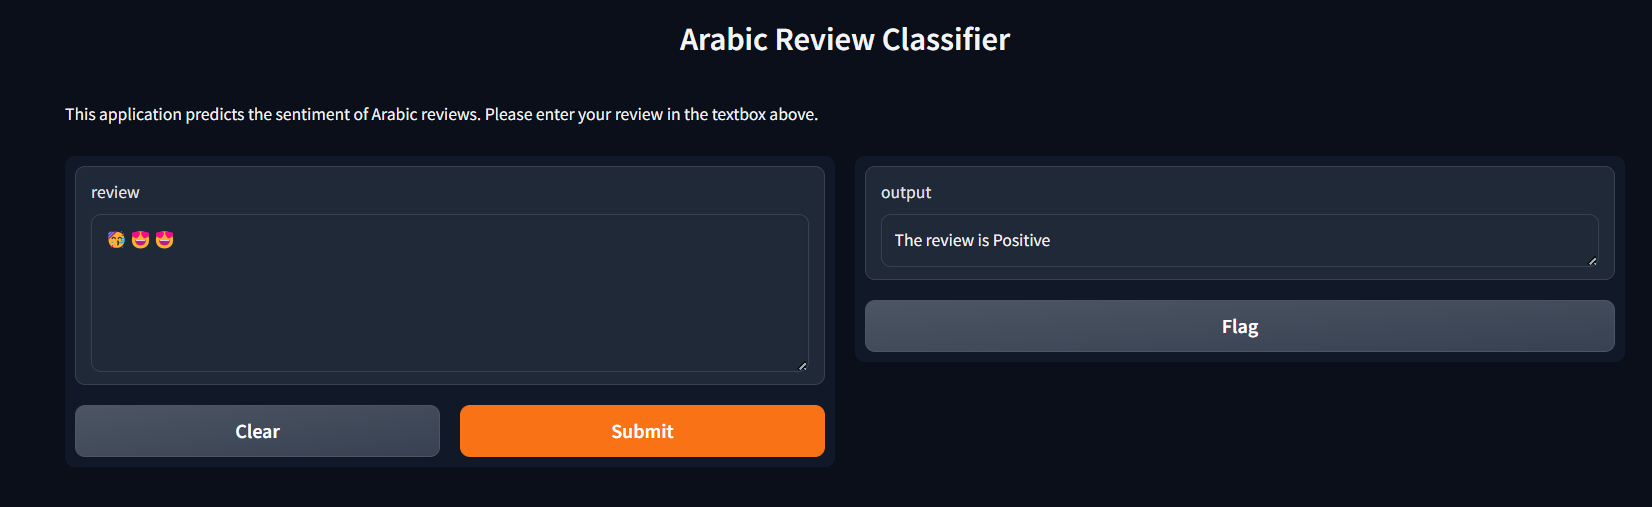 Arabic Review Classifier
This application predicts the sentiment of Arabic reviews. Please enter your review in the textbox above.
review
🥳 😍 😍
Clear
Submit
output
The review is Positive
Flag